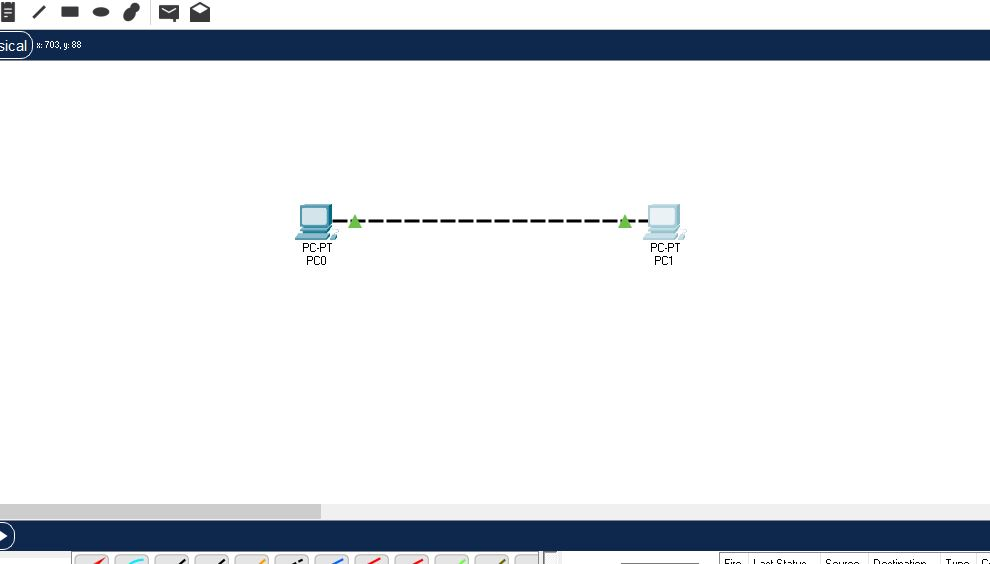 sical x: 703, y: 88
PC-PT
PC0
PC-PT
PC1
Fire Last Status Source Destination Type C